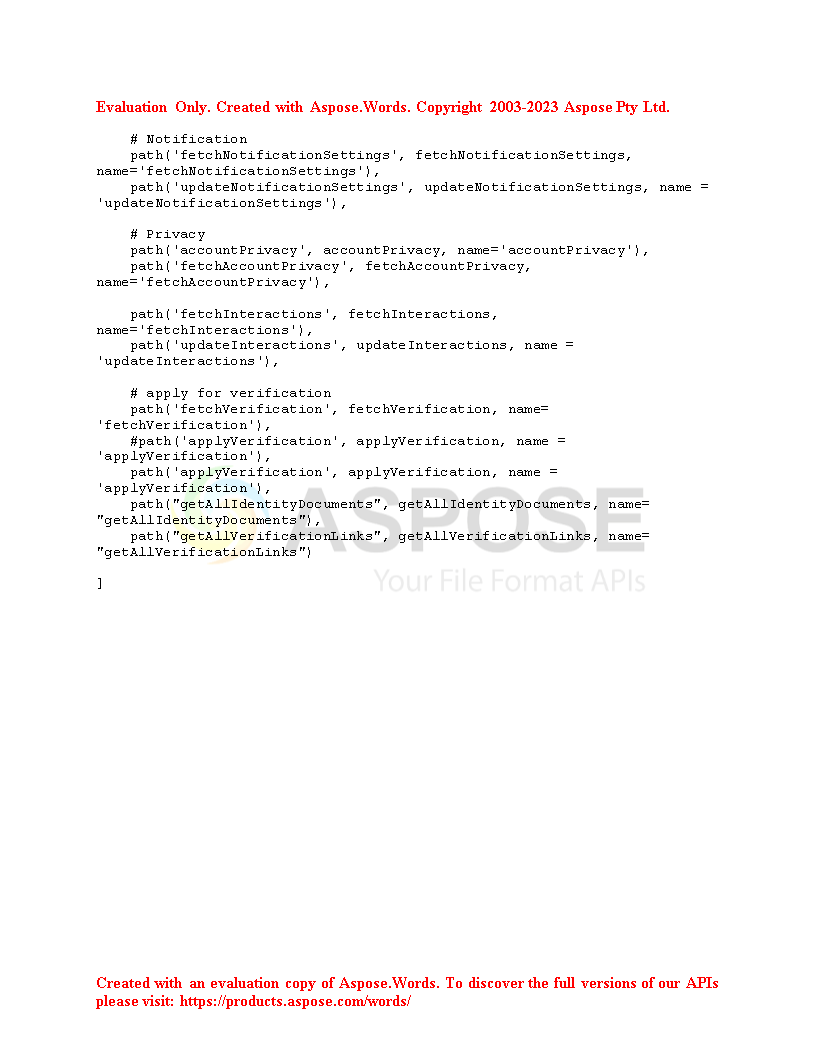 Evaluation Only. Created with Aspose.Words. Copyright 2003-2023 Aspose Pty Ltd.
    # Notification
    path('fetchNotificationSettings', fetchNotificationSettings,
name='fetchNotificationSettings'),
    path('updateNotificationSettings', updateNotificationSettings, name =
'updateNotificationSettings'),
    # Privacy
    path('accountPrivacy', accountPrivacy, name='accountPrivacy'),
    path('fetchAccountPrivacy', fetchAccountPrivacy,
name='fetchAccountPrivacy'),
    path('fetchInteractions', fetchInteractions,
name='fetchInteractions'),
    path('updateInteractions', updateInteractions, name =
'updateInteractions'),
    # apply for verification
    path('fetchVerification', fetchVerification, name=
'fetchVerification'),
    #path('applyVerification', applyVerification, name =
'applyVerification'),
    path('applyVerification', applyVerification, name =
'applyVerification'),
    path("getAllIdentityDocuments", getAllIdentityDocuments, name=
"getAllIdentityDocuments"),
    path("getAllVerificationLinks", getAllVerificationLinks, name=
"getAllVerificationLinks")
]
ASPOSE
Your File Format APIs
Created with an evaluation copy of Aspose.Words. To discover the full versions of our APIs
please visit: https://products.aspose.com/words/